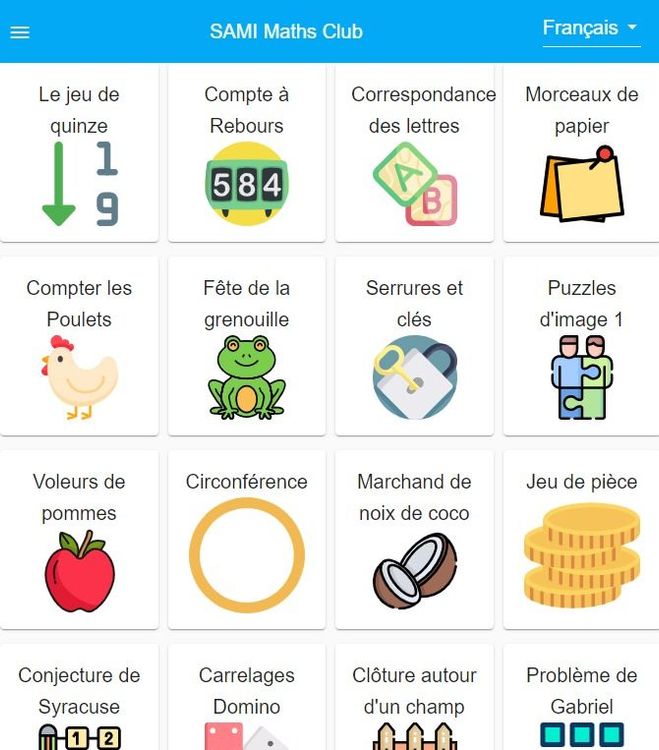 SAMI Maths Club
Français
Le jeu de
quinze
1
9
Compte à
Rebours
584
Correspondance
des lettres
A
B
Morceaux de
papier
Compter les
Poulets
Fête de la
grenouille
Serrures et
clés
Puzzles
d'image 1
Voleurs de
pommes
Circonférence
Marchand de
noix de coco
Jeu de pièce
Conjecture de
Syracuse
1 2
Carrelages
Domino
Clôture autour
d'un champ
Problème de
Gabriel